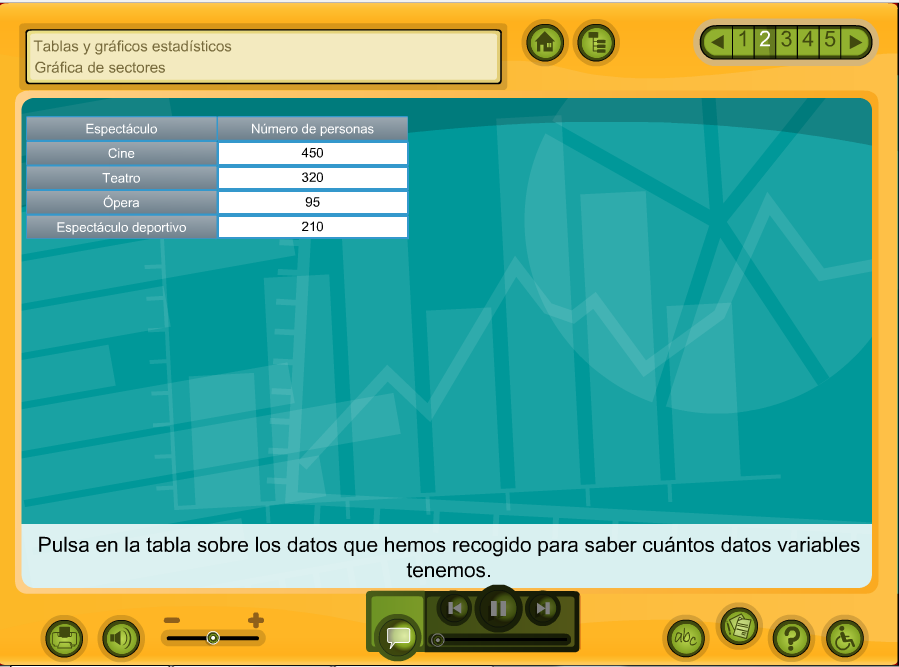 Tablas y gráficos estadísticos
Gráfica de sectores
1 2 3 4 5
Espectáculo Número de personas
Cine 450
Teatro 320
Ópera 95
Espectáculo deportivo 210
Pulsa en la tabla sobre los datos que hemos recogido para saber cuántos datos variables
tenemos.
abc